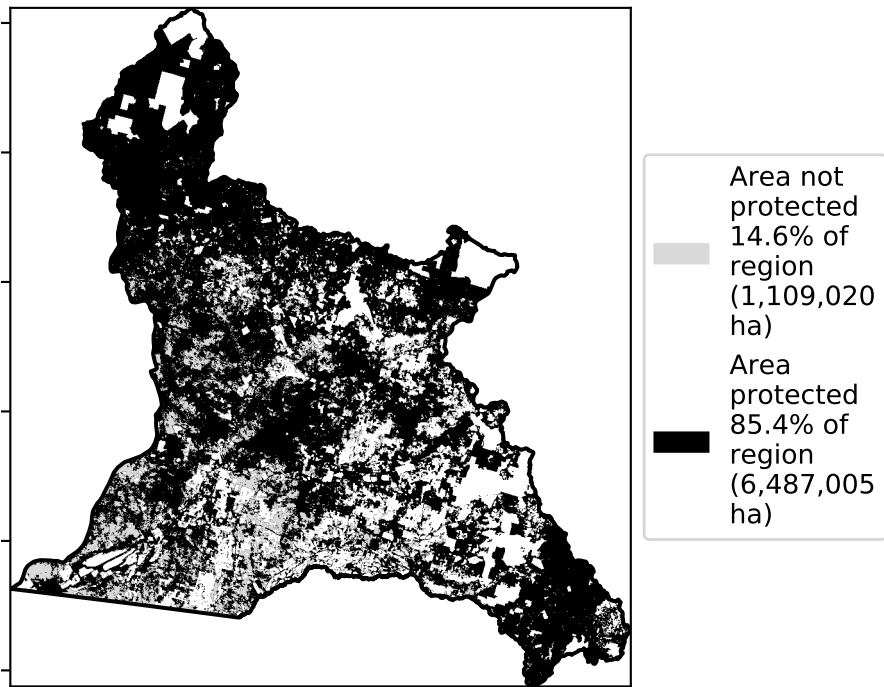 Area not
protected
14.6% of
region
(1,109,020
ha)
Area
protected
85.4% of
region
(6,487,005
ha)